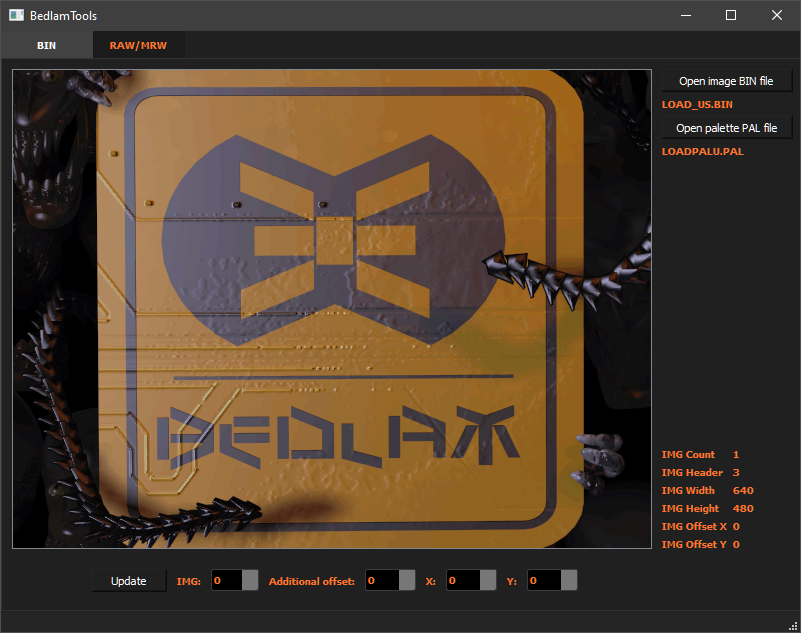 BedlamTools
BIN RAW/MRW
Open image BIN file
LOAD_US.BIN
Open palette PAL file
LOADPALU.PAL
BEDLAM
IMG Count 1
IMG Header 3
IMG Width 640
IMG Height 480
IMG Offset X 0
IMG Offset Y 0
Update IMG: 0 Additional offset: 0 X: 0 Y: 0